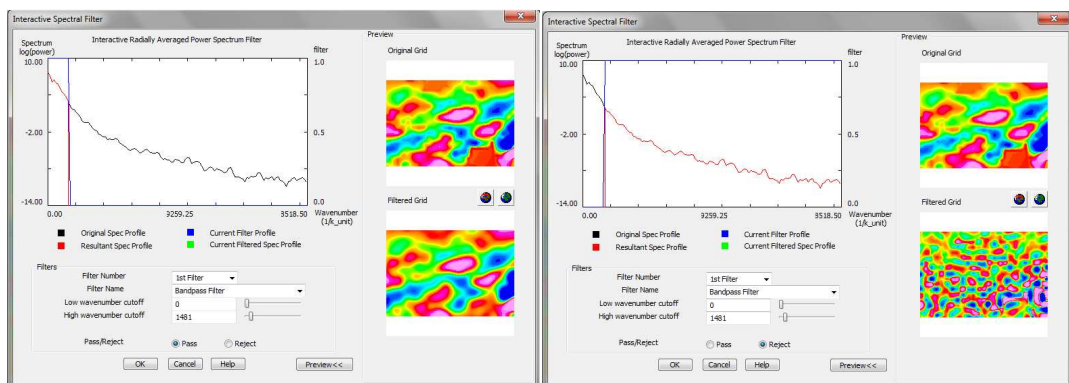 Interactive Spectral Filter
x
Spectrum
log(power)
Interactive Radially Averaged Power Spectrum Filter
filter
10.00
1.0
-2.00
0.5
-14.00
0.0
0.00
9259.25
3518.50
Wavenumber
(1/k_unit)
Original Spec Profile
Current Filter Profile
Resultant Spec Profile
Current Filtered Spec Profile
Filters
Filter Number
1st Filter
Filter Name
Bandpass Filter
Low wavenumber cutoff
0
High wavenumber cutoff
1481
Pass/Reject
Pass
Reject
OK
Cancel
Help
Preview<<
Preview
Original Grid
Filtered Grid
Interactive Spectral Filter
x
Spectrum
log(power)
Interactive Radially Averaged Power Spectrum Filter
filter
10.00
1.0
-2.00
0.5
-14.00
0.0
0.00
9259.25
3518.50
Wavenumber
(1/k_unit)
Original Spec Profile
Current Filter Profile
Resultant Spec Profile
Current Filtered Spec Profile
Filters
Filter Number
1st Filter
Filter Name
Bandpass Filter
Low wavenumber cutoff
0
High wavenumber cutoff
1481
Pass/Reject
Pass
Reject
OK
Cancel
Help
Preview<<
Preview
Original Grid
Filtered Grid